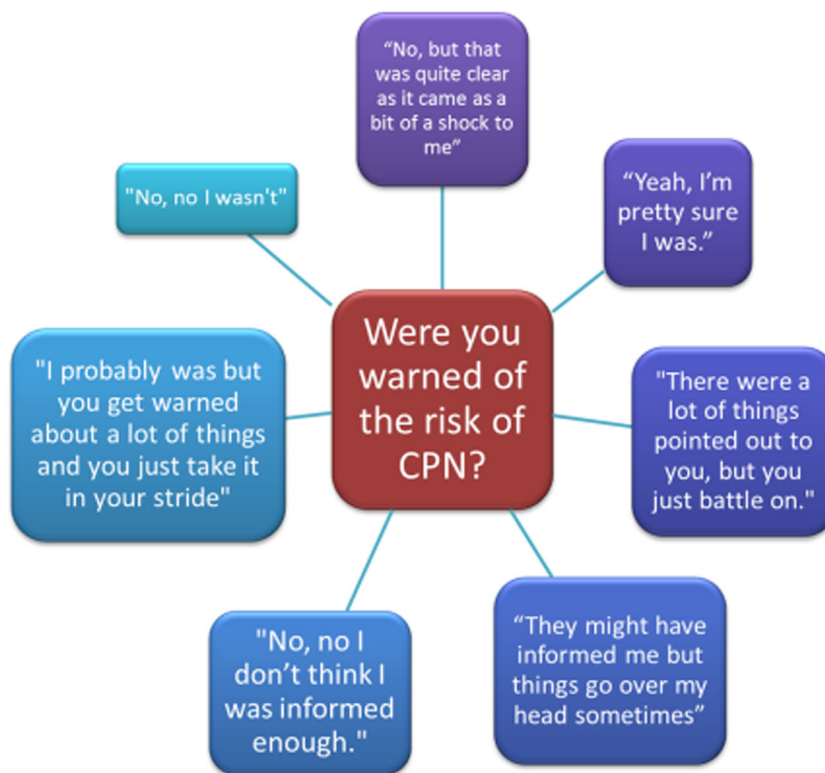 “No, but that
was quite clear
as it came as a
bit of a shock to
me”
“Yeah, I’m
pretty sure
I was.”
"There were a
lot of things
pointed out to
you, but you
just battle on."
“They might have
informed me but
things go over my
head sometimes”
"No, no I
don’t think I
was informed
enough."
"I probably was but
you get warned
about a lot of things
and you just take it
in your stride"
"No, no I wasn't"
Were you
warned of
the risk of
CPN?